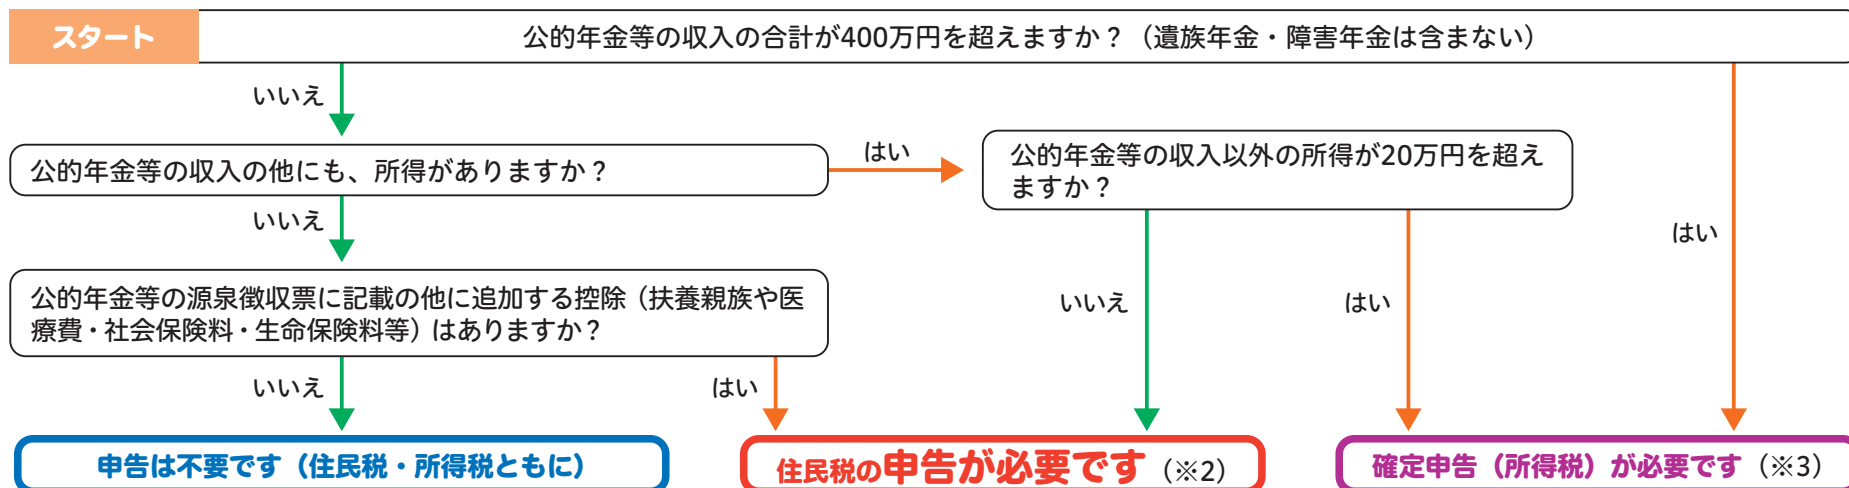 スタート
公的年金等の収入の合計が400万円を超えますか？（遺族年金・障害年金は含まない）
いいえ
公的年金等の収入の他にも、所得がありますか？
はい
公的年金等の収入以外の所得が20万円を超え
ますか？
いいえ
はい
公的年金等の源泉徴収票に記載の他に追加する控除（扶養親族や医
療費・社会保険料・生命保険料等）はありますか？
いいえ
はい
いいえ
はい
申告は不要です（住民税・所得税ともに）
住民税の申告が必要です（※2）
確定申告（所得税）が必要です（※3）